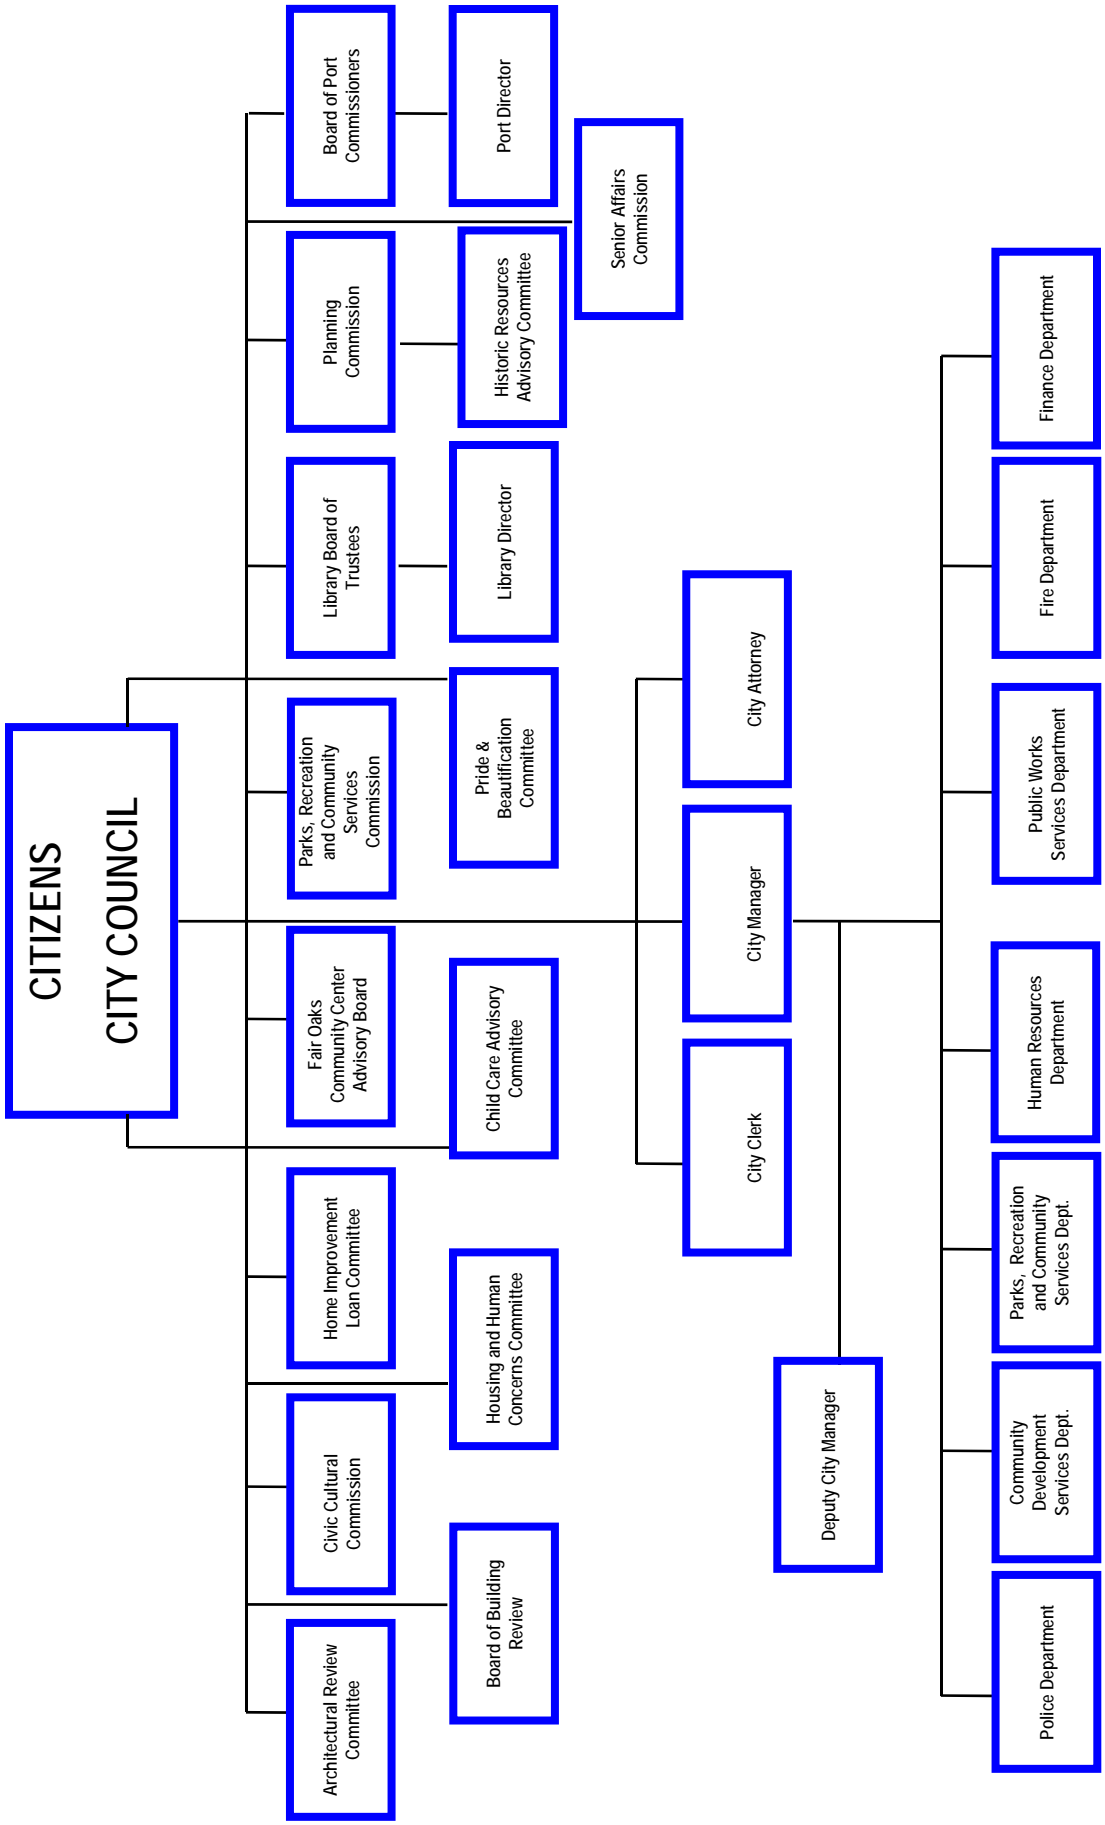 CITIZENS
CITY COUNCIL
Architectural Review
Committee
Civic Cultural
Commission
Home Improvement
Loan Committee
Fair Oaks
Community Center
Advisory Board
Parks, Recreation
and Community
Services
Commission
Library Board of
Trustees
Planning
Commission
Board of Port
Commissioners
Board of Building
Review
Housing and Human
Concerns Committee
Child Care Advisory
Committee
Pride &
Beautification
Committee
Library Director
Historic Resources
Advisory Committee
Port Director
Senior Affairs
Commission
City Clerk
City Manager
City Attorney
Deputy City Manager
Police Department
Community
Development
Services Dept.
Parks, Recreation
and Community
Services Dept.
Human Resources
Department
Public Works
Services Department
Fire Department
Finance Department